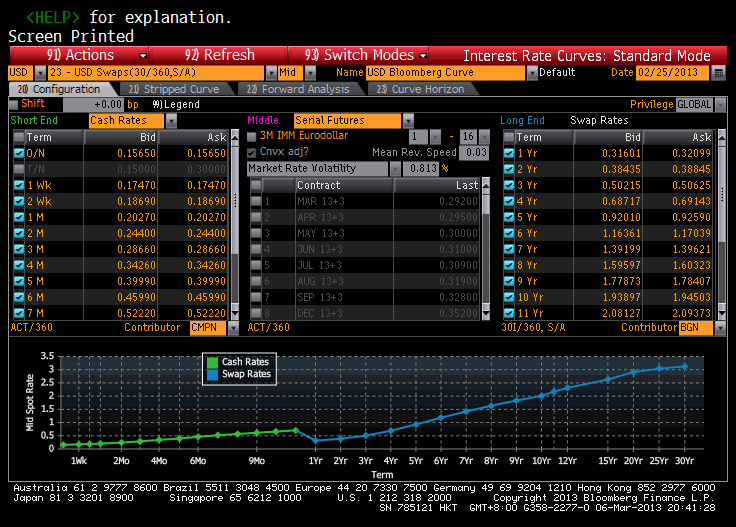 <HELP> for explanation.
Screen Printed
91) Actions 92) Refresh 93) Switch Modes Interest Rate Curves: Standard Mode
USD 23 - USD Swaps(30/360,S/A) Mid Name USD Bloomberg Curve Default Date 02/25/2013
20) Configuration 21) Stripped Curve 22) Forward Analysis 23) Curve Horizon
Shift +0.00 bp 99) Legend Privilege GLOBAL
Short End Cash Rates Middle Serial Futures Long End Swap Rates
Term Bid Ask 3M IMM Eurodollar 1 - 16 Term Bid Ask
O/N 0.15650 0.15650 Cnvx adj? Mean Rev. Speed 0.03 1 Yr 0.31601 0.32099
T/N 0.15000 0.30000 Market Rate Volatility 0.813 % 2 Yr 0.38435 0.38845
1 Wk 0.17470 0.17470 Contract Last 3 Yr 0.50215 0.50625
2 Wk 0.18690 0.18690 1 MAR 13+3 0.29200 4 Yr 0.68717 0.69143
1 M 0.20270 0.20270 2 APR 13+3 0.29500 5 Yr 0.92010 0.92590
2 M 0.24400 0.24400 3 MAY 13+3 0.30000 6 Yr 1.16361 1.17039
3 M 0.28660 0.28660 4 JUN 13+3 0.31000 7 Yr 1.39199 1.39621
4 M 0.34260 0.34260 5 JUL 13+3 0.30900 8 Yr 1.59597 1.60323
5 M 0.39990 0.39990 6 AUG 13+3 0.31900 9 Yr 1.77873 1.78407
6 M 0.45990 0.45990 7 SEP 13+3 0.32800 10 Yr 1.93897 1.94503
7 M 0.52220 0.52220 8 DEC 13+3 0.35200 11 Yr 2.08127 2.09373
ACT/360 Contributor CMPN ACT/360 30I/360, S/A Contributor BGN
3.5
3
2.5
2
1.5
1
0.5
0
Mid Spot Rate
Cash Rates
Swap Rates
1Wk 2Mo 4Mo 6Mo 9Mo 1Yr 2Yr 3Yr 4Yr 5Yr 6Yr 7Yr 8Yr 9Yr 10Yr 12Yr 15Yr 20Yr 25Yr 30Yr
Term
Australia 61 2 9777 8600 Brazil 5511 3048 4500 Europe 44 20 7330 7500 Germany 49 69 9204 1210 Hong Kong 852 2977 6000
Japan 81 3 3201 8900 Singapore 65 6212 1000 U.S. 1 212 318 2000 Copyright 2013 Bloomberg Finance L.P.
SN 785121 HKT GMT+8:00 G358-2277-0 06-Mar-2013 20:41:28